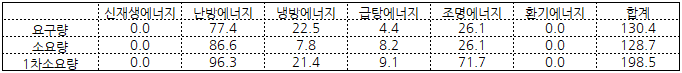 신재생에너지 난방에너지 냉방에너지 급탕에너지 조명에너지 환기에너지 합계
요구량 0.0 77.4 22.5 4.4 26.1 0.0 130.4
소요량 0.0 86.6 7.8 8.2 26.1 0.0 128.7
1차소요량 0.0 96.3 21.4 9.1 71.7 0.0 198.5